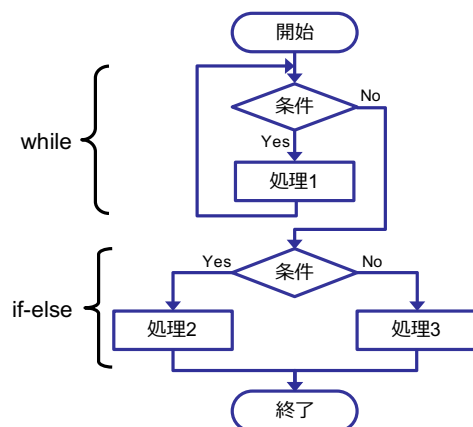 開始
条件
No
while
Yes
処理1
条件
Yes
No
if-else
処理2
処理3
終了